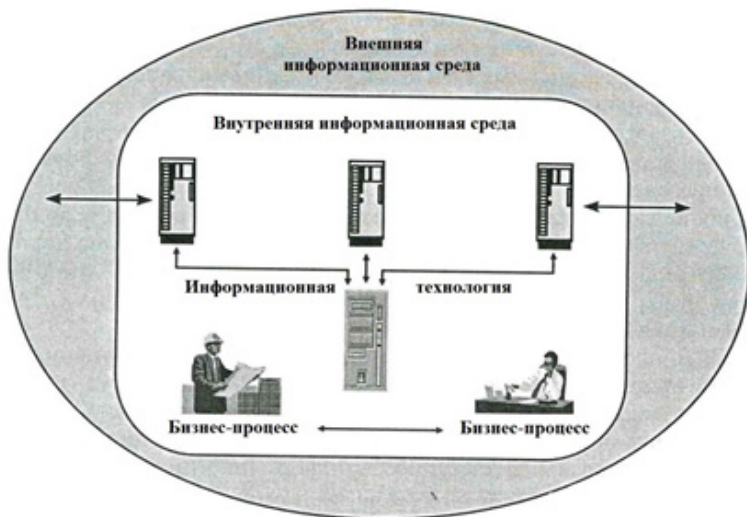 Внешняя
информационная среда
Внутренняя информационная среда
Информационная технология
Бизнес-процесс Бизнес-процесс